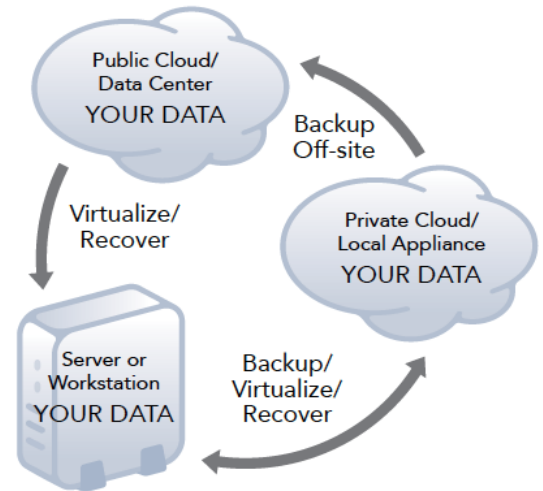 Public Cloud/
Data Center
YOUR DATA
Backup
Off-site
Virtualize/
Recover
Private Cloud/
Local Appliance
YOUR DATA
Server or
Workstation
YOUR DATA
Backup/
Virtualize/
Recover